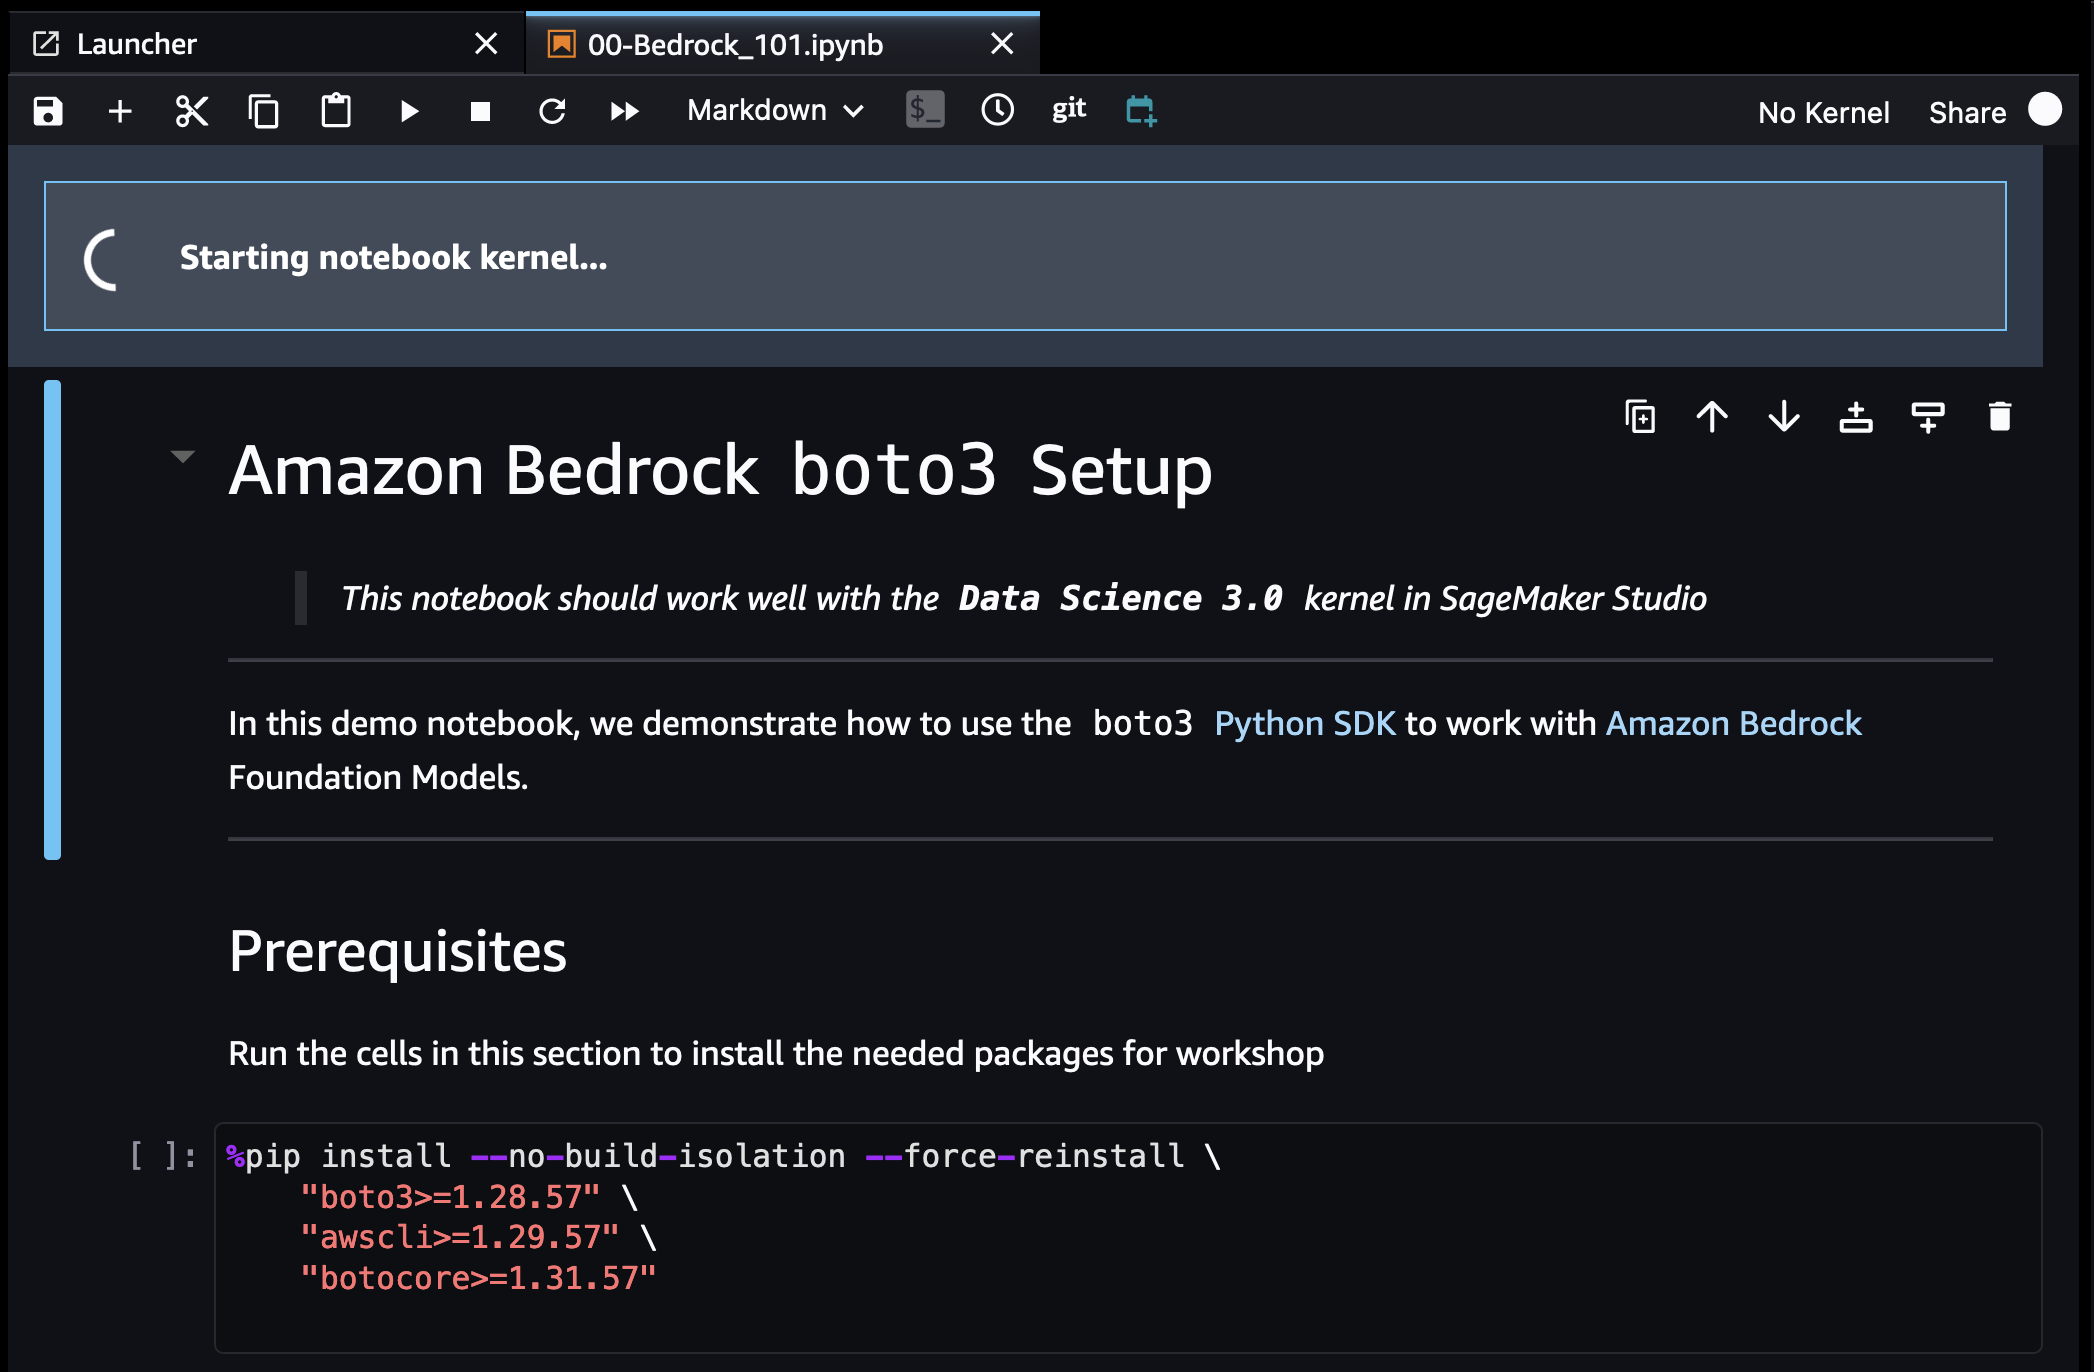 Launcher
00-Bedrock_101.ipynb
Markdown
$_
git
No Kernel
Share
Starting notebook kernel...
Amazon Bedrock boto3 Setup
This notebook should work well with the Data Science 3.0 kernel in SageMaker Studio
In this demo notebook, we demonstrate how to use the boto3 Python SDK to work with Amazon Bedrock
Foundation Models.
Prerequisites
Run the cells in this section to install the needed packages for workshop
[ ]: %pip install --no-build-isolation --force-reinstall \
"boto3>=1.28.57" \
"awscli>=1.29.57" \
"botocore>=1.31.57"